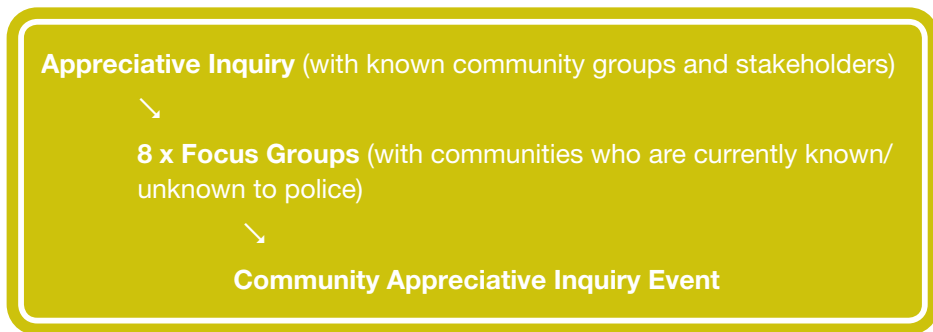 Appreciative Inquiry (with known community groups and stakeholders)
↘
8 x Focus Groups (with communities who are currently known/
unknown to police)
↘
Community Appreciative Inquiry Event